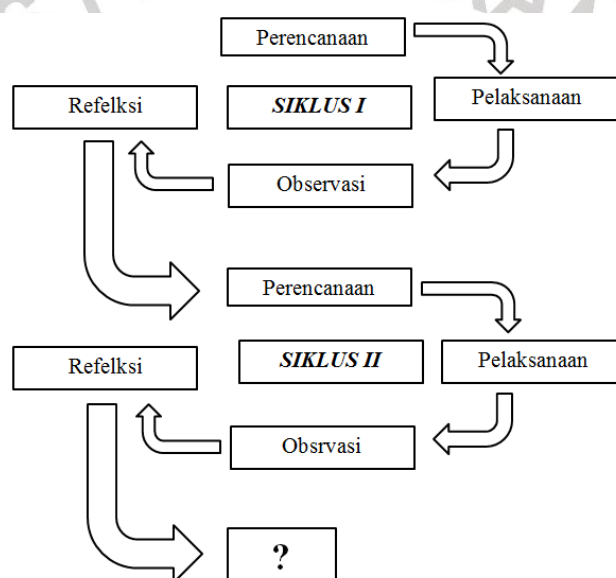 Perencanaan
Refelksi
SIKLUS I
Pelaksanaan
Observasi
Perencanaan
Refelksi
SIKLUS II
Pelaksanaan
Obsrvasi
?